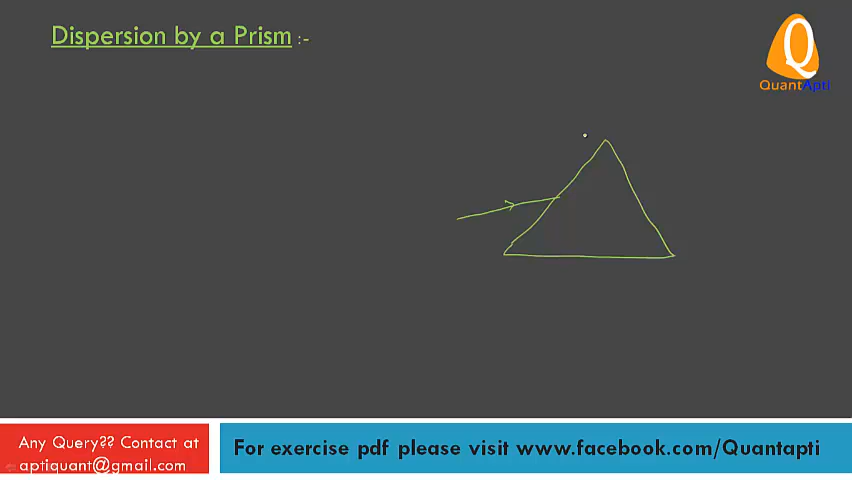 Dispersion by a Prism :-
Q
QuantApti
Any Query?? Contact at
aptiquant@gmail.com
For exercise pdf please visit www.facebook.com/Quantapti